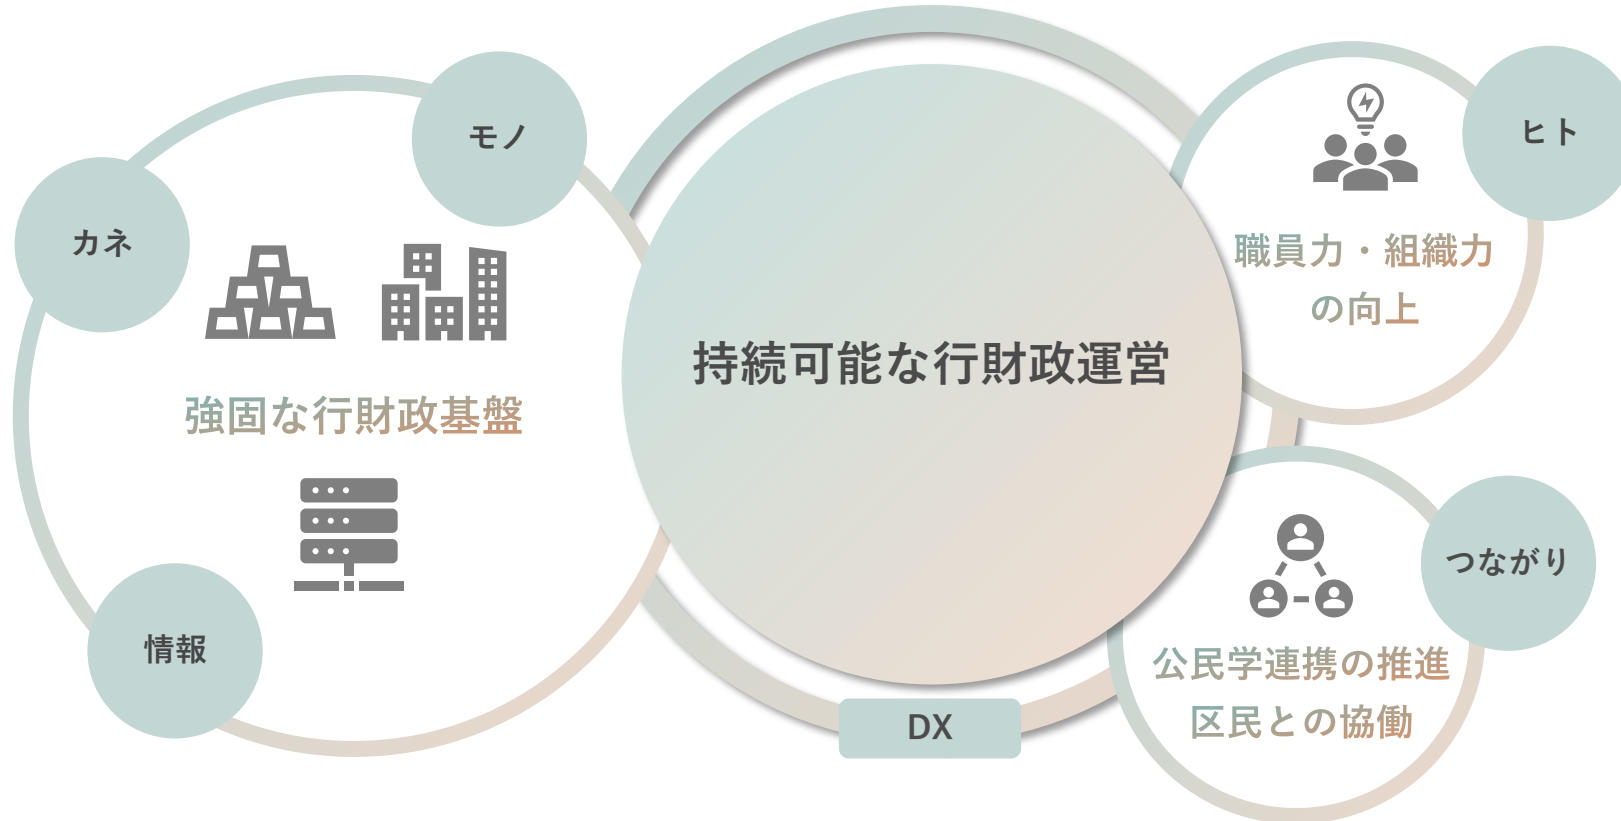 モノ
カネ
強固な行財政基盤
情報
持続可能な行財政運営
DX
ヒト
職員力・組織力
の向上
つながり
公民学連携の推進
区民との協働